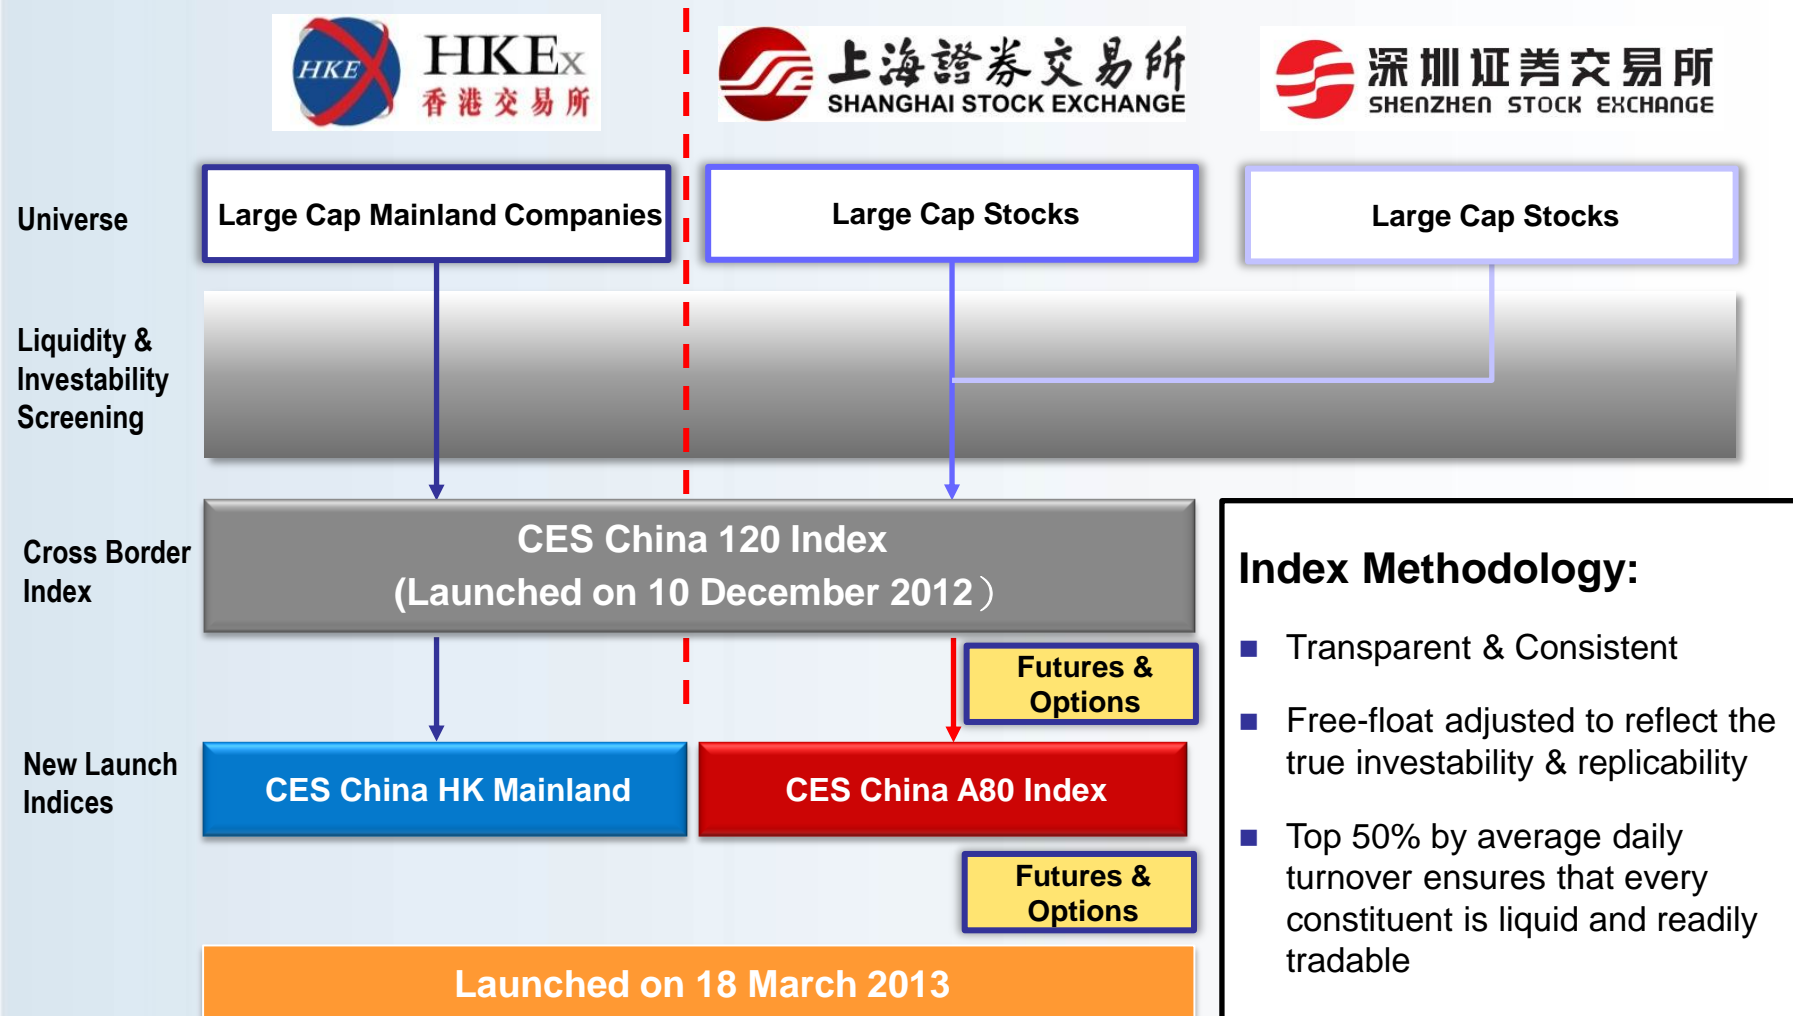 HKE
HKEx
香港交易所
上海證券交易所
SHANGHAI STOCK EXCHANGE
深圳证券交易所
SHENZHEN STOCK EXCHANGE
Universe
Large Cap Mainland Companies
Large Cap Stocks
Large Cap Stocks
Liquidity &
Investability
Screening
Cross Border
Index
CES China 120 Index
(Launched on 10 December 2012）
Futures &
Options
New Launch
Indices
CES China HK Mainland
CES China A80 Index
Futures &
Options
Launched on 18 March 2013
Index Methodology:
■ Transparent & Consistent
■ Free-float adjusted to reflect the
true investability & replicability
■ Top 50% by average daily
turnover ensures that every
constituent is liquid and readily
tradable